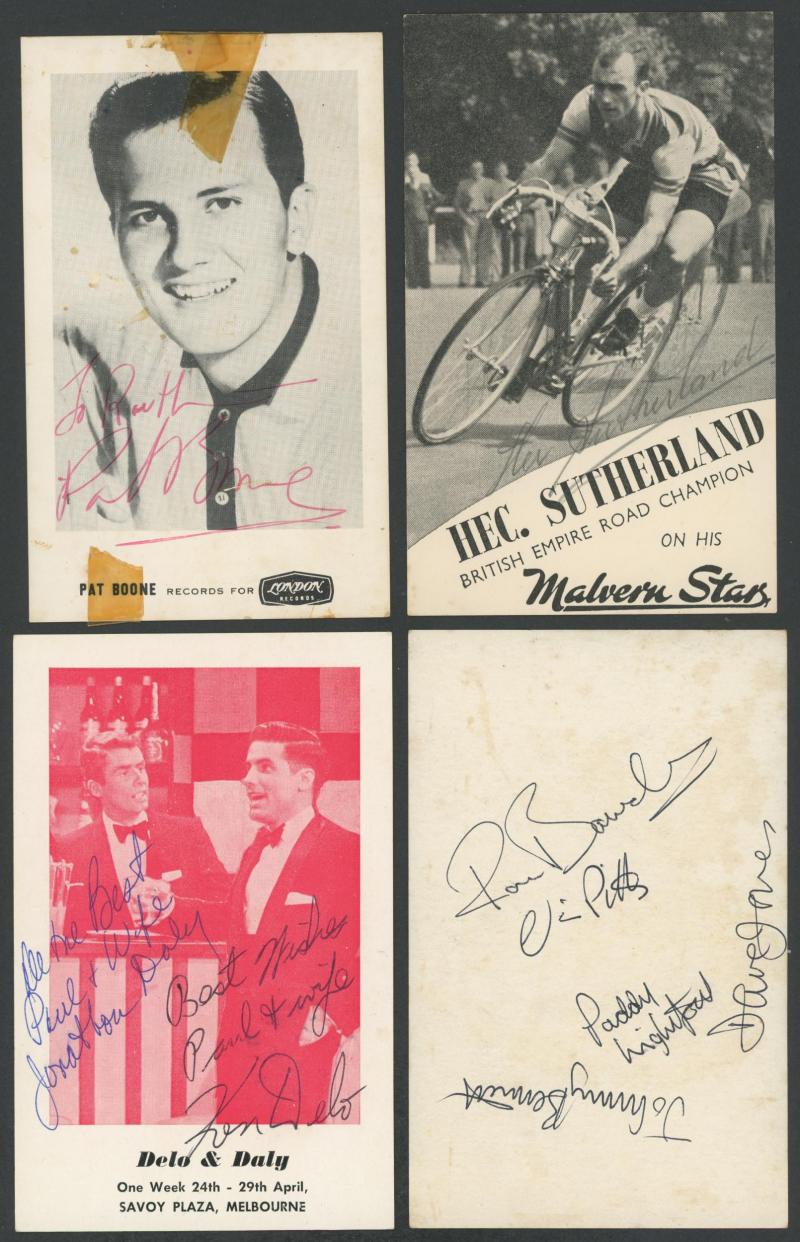 To Ruth
Pat Boone
PAT BOONE RECORDS FOR LONDON RECORDS
Hec Sutherland
HEC. SUTHERLAND
BRITISH EMPIRE ROAD CHAMPION
ON HIS
Malvern Star
All the Best
Paul & Wife
Jonathon Daly
Best Wishes
Paul & wife
Ken Delo
Delo & Daly
One Week 24th - 29th April,
SAVOY PLAZA, MELBOURNE
Ron
Vic Pitts
Paddy
Lightfoot
Dave Jones
Johnny Bennett